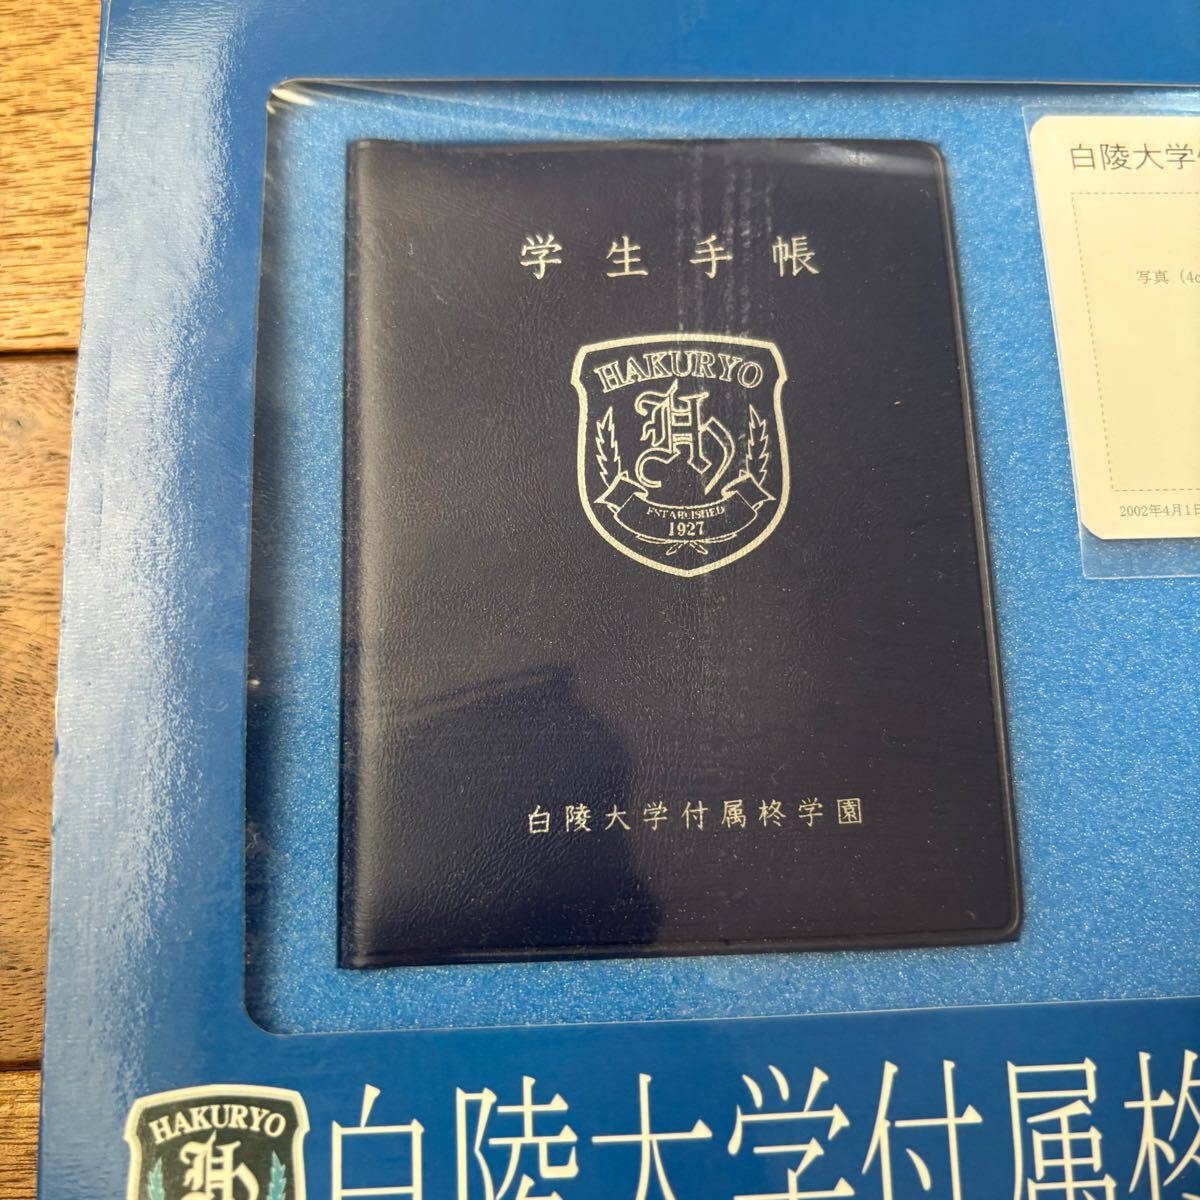 学生手帳
HAKURYO
H
ESTABLISHED
1927
白陵大学付属柊学園
白陵大学
写真（4c
2002年4月1日
HAKURYO
H
白陵大学付属柊